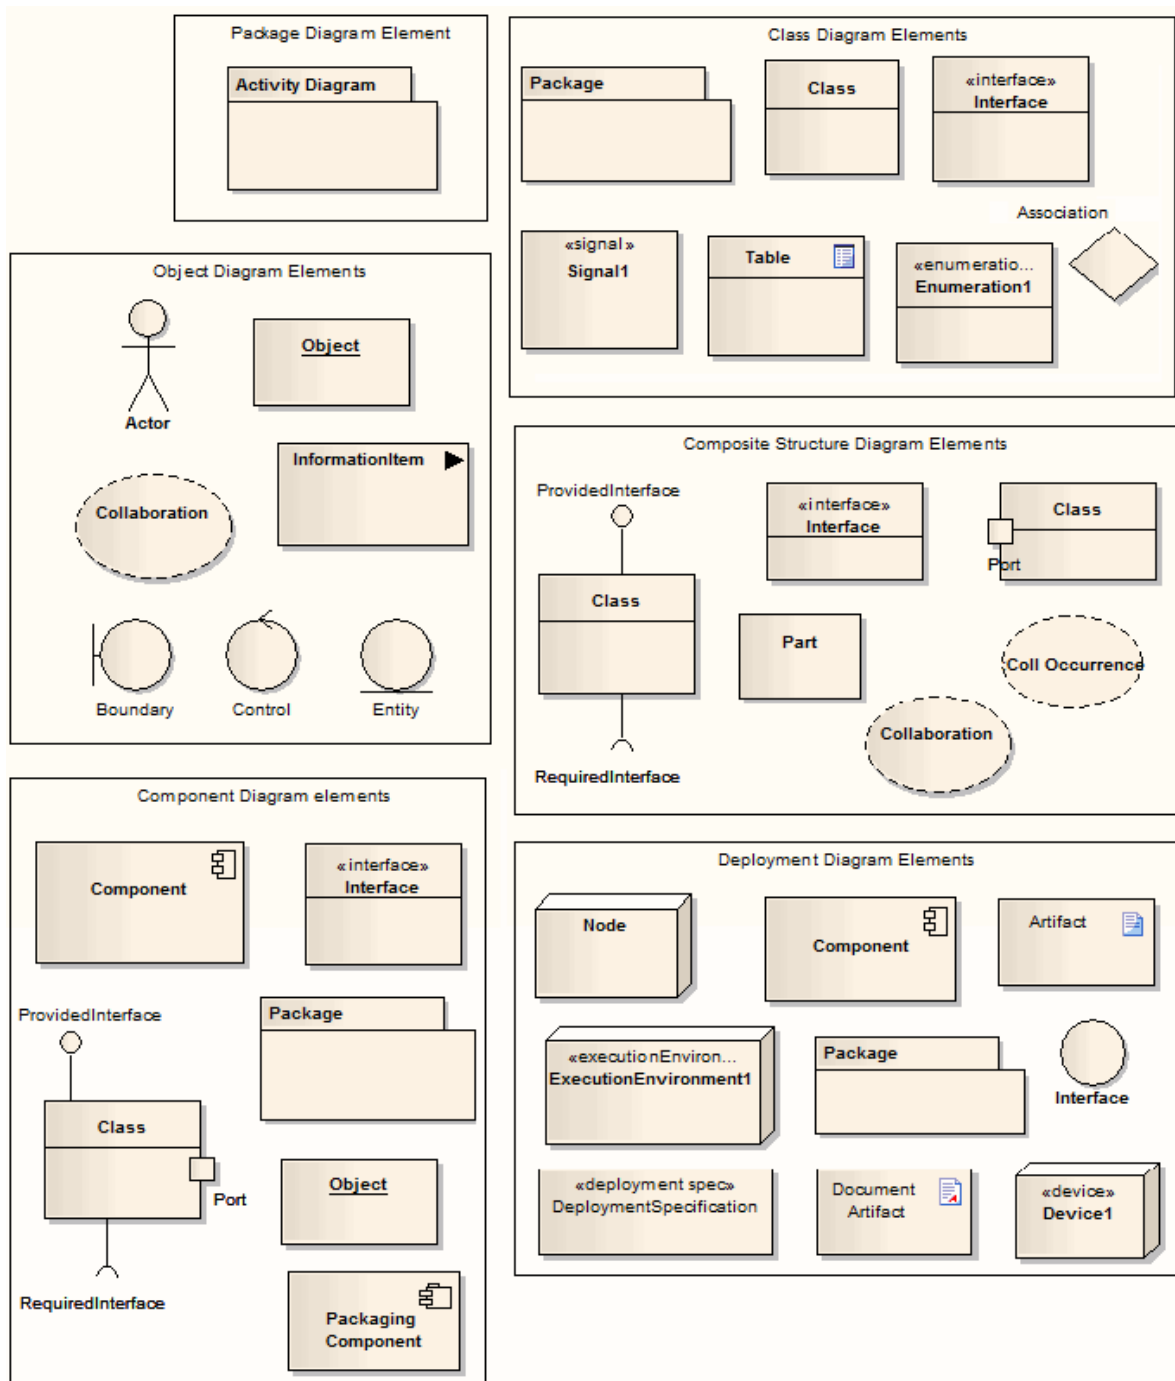 Package Diagram Element
Activity Diagram
Class Diagram Elements
Package
Class
«interface»
Interface
Association
«signal»
Signal1
Table
«enumeratio...
Enumeration1
Object Diagram Elements
Actor
Object
InformationItem
Collaboration
Boundary
Control
Entity
Composite Structure Diagram Elements
ProvidedInterface
Class
RequiredInterface
«interface»
Interface
Class
Port
Part
Coll Occurrence
Collaboration
Component Diagram elements
Component
«interface»
Interface
ProvidedInterface
Package
Class
Port
RequiredInterface
Object
Packaging
Component
Deployment Diagram Elements
Node
Component
Artifact
«executionEnviron...
ExecutionEnvironment1
Package
Interface
«deployment spec»
DeploymentSpecification
Document
Artifact
«device»
Device1